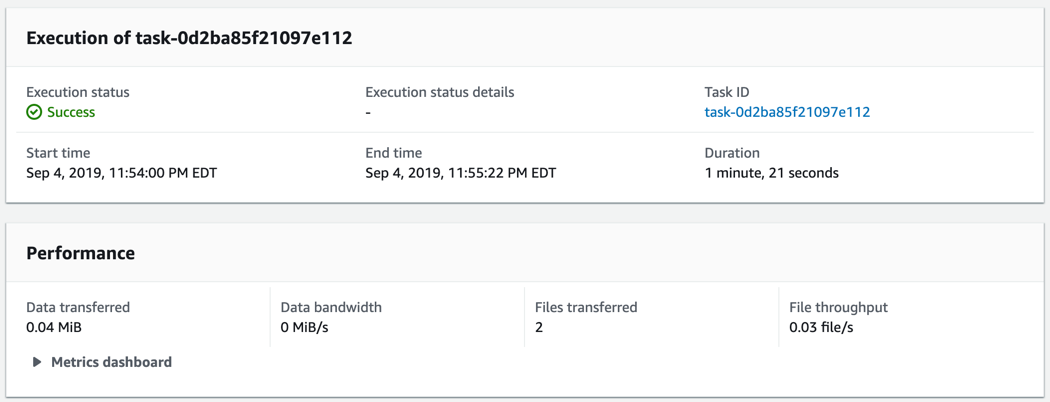 Execution of task-0d2ba85f21097e112
Execution status
Success
Execution status details
-
Task ID
task-0d2ba85f21097e112
Start time
Sep 4, 2019, 11:54:00 PM EDT
End time
Sep 4, 2019, 11:55:22 PM EDT
Duration
1 minute, 21 seconds
Performance
Data transferred
0.04 MiB
Data bandwidth
0 MiB/s
Files transferred
2
File throughput
0.03 file/s
Metrics dashboard